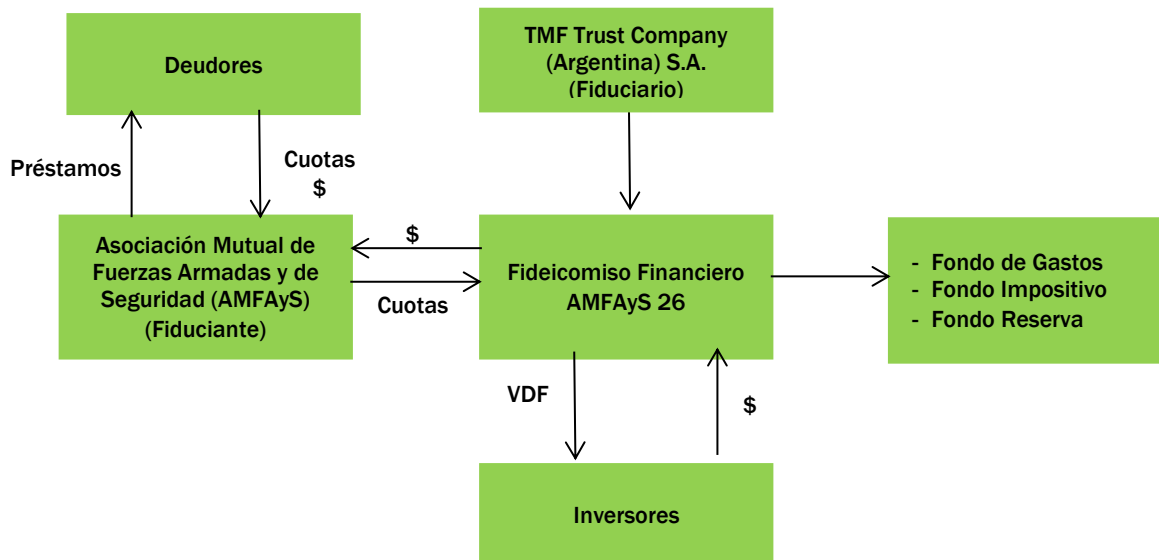 Deudores
TMF Trust Company
(Argentina) S.A.
(Fiduciario)
Préstamos
Cuotas
$
Asociación Mutual de
Fuerzas Armadas y de
Seguridad (AMFAyS)
(Fiduciante)
$
Cuotas
Fideicomiso Financiero
AMFAyS 26
- Fondo de Gastos
- Fondo Impositivo
- Fondo Reserva
VDF
$
Inversores